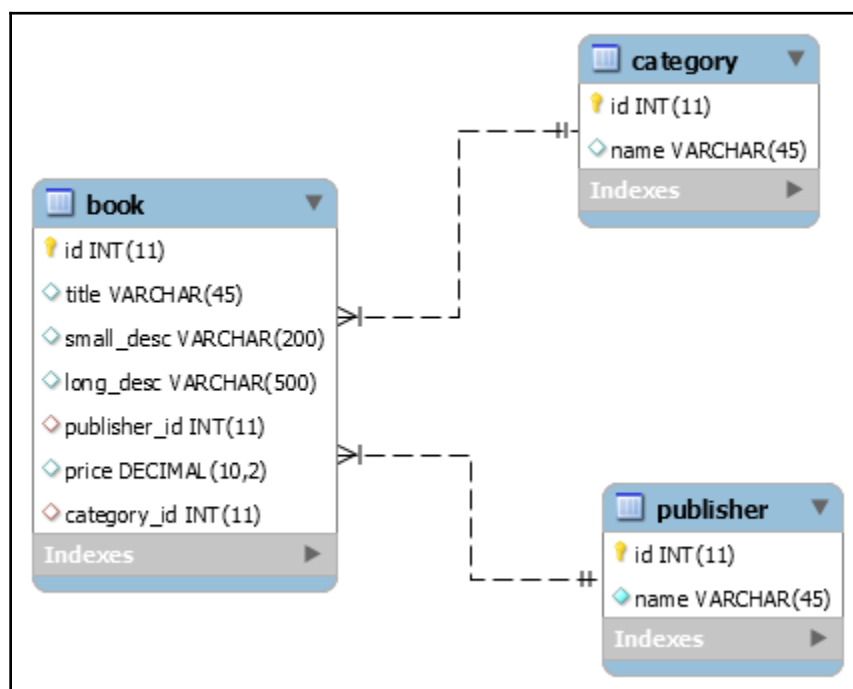 category
id INT(11)
name VARCHAR(45)
Indexes
book
id INT(11)
title VARCHAR(45)
small_desc VARCHAR(200)
long_desc VARCHAR(500)
publisher_id INT(11)
price DECIMAL(10,2)
category_id INT(11)
Indexes
publisher
id INT(11)
name VARCHAR(45)
Indexes